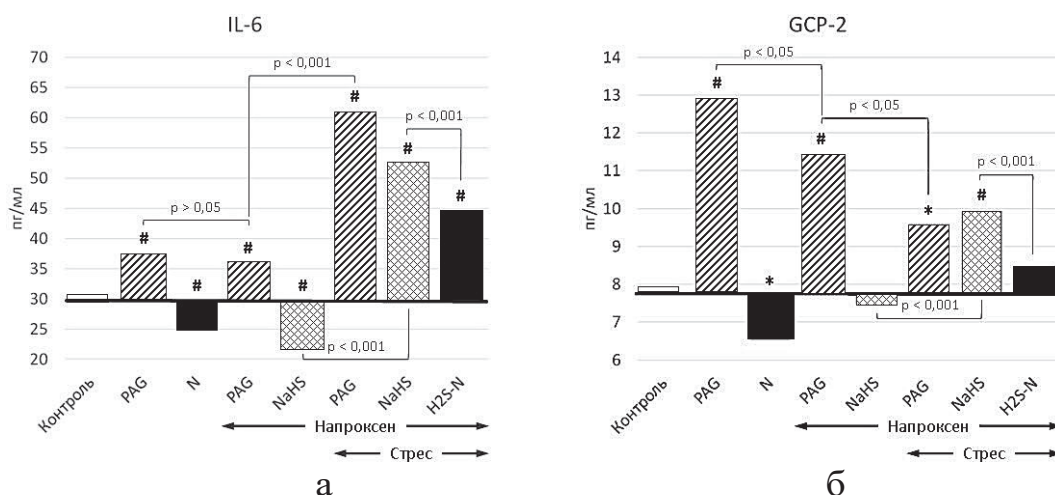 IL-6
пг/мл
70
65
60
55
50
45
40
35
30
25
20
p < 0,001
p < 0,001
p > 0,05
p < 0,001
#
#
#
#
#
#
#
Контроль
PAG
N
PAG
NaHS
PAG
NaHS
H2S-N
Напроксен
Стрес
а
GCP-2
пг/мл
14
13
12
11
10
9
8
7
6
p < 0,05
p < 0,05
p < 0,001
p < 0,001
#
*
#
*
#
Контроль
PAG
N
PAG
NaHS
PAG
NaHS
H2S-N
Напроксен
Стрес
б